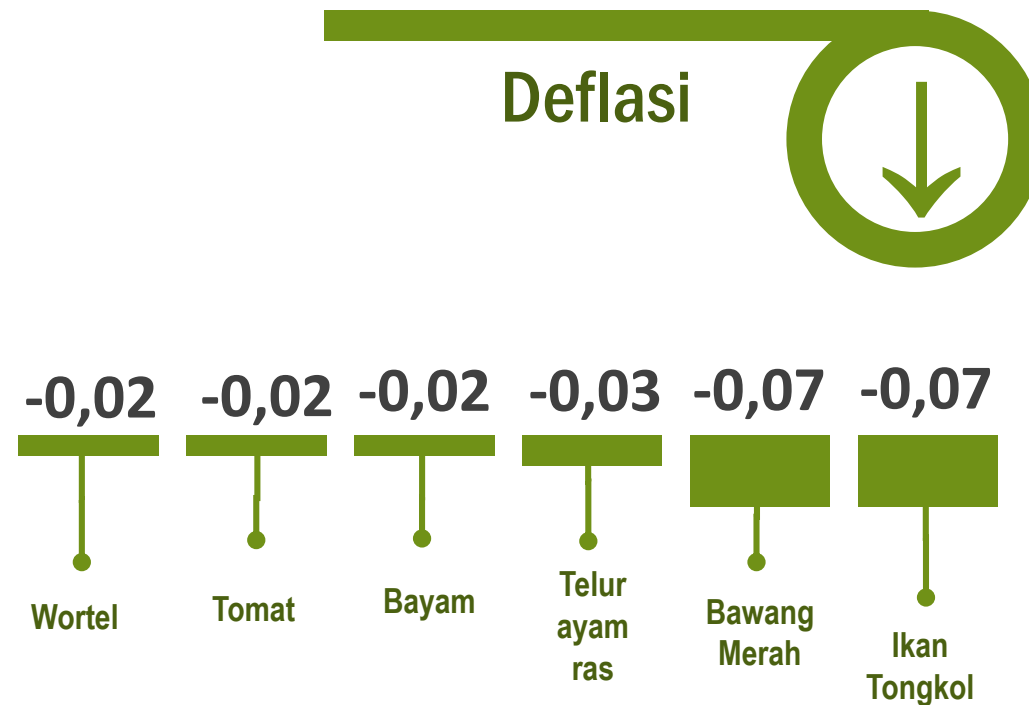 Deflasi
-0,02
-0,02
-0,02
-0,03
-0,07
-0,07
Wortel
Tomat
Bayam
Telur
ayam
ras
Bawang
Merah
Ikan
Tongkol